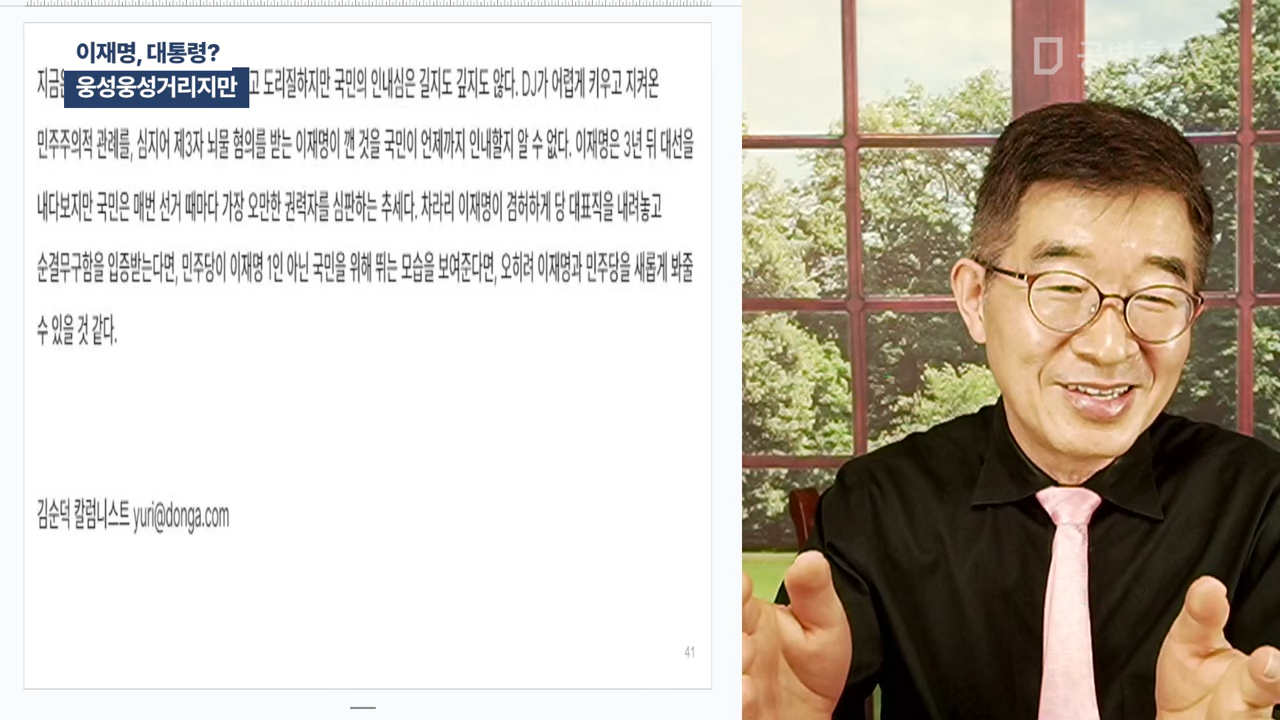 이재명, 대통령?
웅성웅성거리지만
지금은 고 도리질하지만 국민의 인내심은 길지도 깊지도 않다. DJ가 어렵게 키우고 지켜온
민주주의적 관례를, 심지어 제3자 뇌물 혐의를 받는 이재명이 깬 것을 국민이 언제까지 인내할지 알 수 없다. 이재명은 3년 뒤 대선을
내다보지만 국민은 매번 선거 때마다 가장 오만한 권력자를 심판하는 추세다. 차라리 이재명이 겸허하게 당 대표직을 내려놓고
순결무구함을 입증받는다면, 민주당이 이재명 1인 아닌 국민을 위해 뛰는 모습을 보여준다면, 오히려 이재명과 민주당을 새롭게 봐줄
수 있을 것 같다.
김순덕 칼럼니스트 yuri@donga.com
41